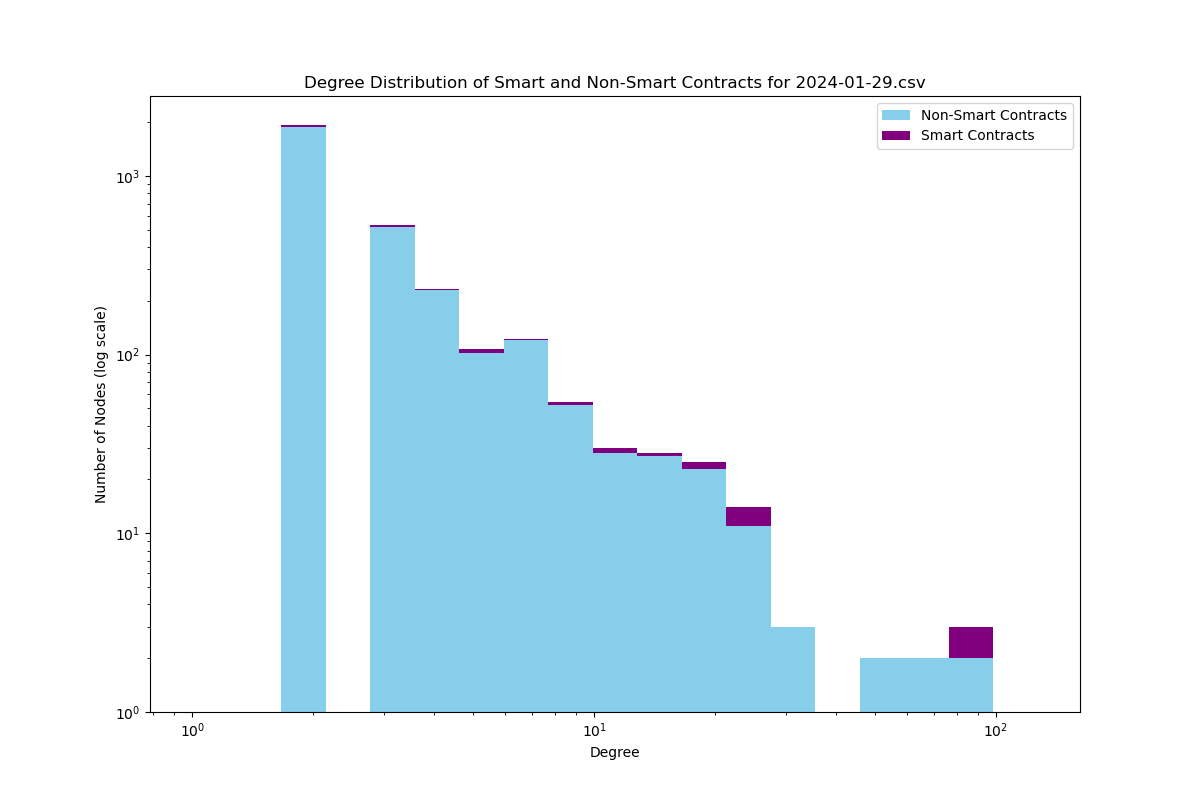 Degree Distribution of Smart and Non-Smart Contracts for 2024-01-29.csv
Non-Smart Contracts
Smart Contracts
Number of Nodes (log scale)
10³
10²
10¹
10⁰
10⁰ 10¹ 10²
Degree